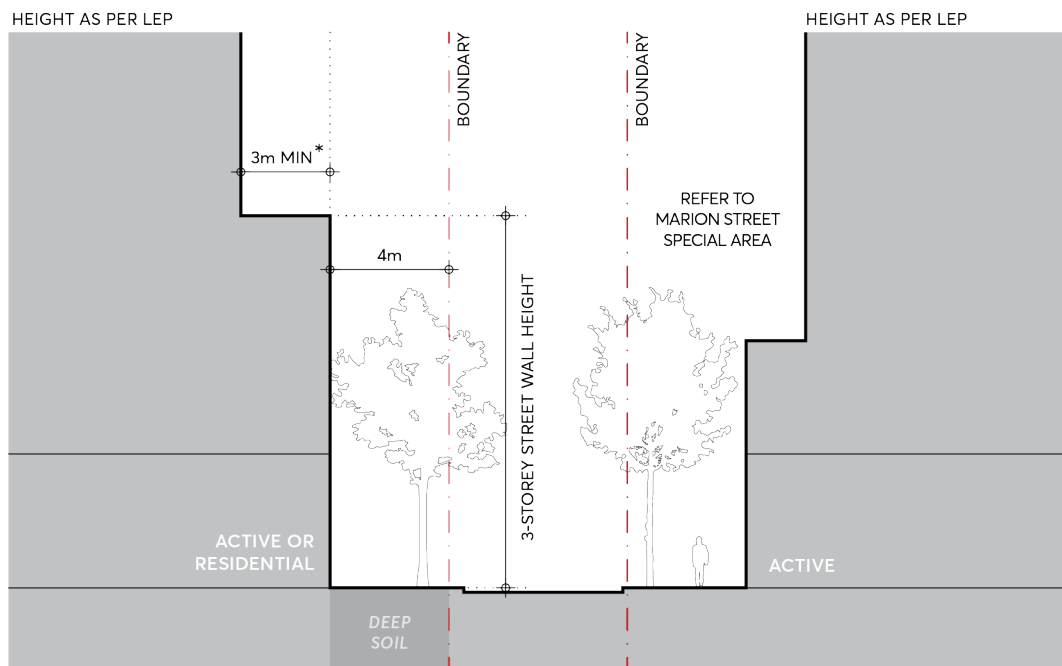 HEIGHT AS PER LEP
HEIGHT AS PER LEP
BOUNDARY
BOUNDARY
3m MIN*
REFER TO
MARION STREET
SPECIAL AREA
4m
3-STOREY STREET WALL HEIGHT
ACTIVE OR
RESIDENTIAL
ACTIVE
DEEP
SOIL